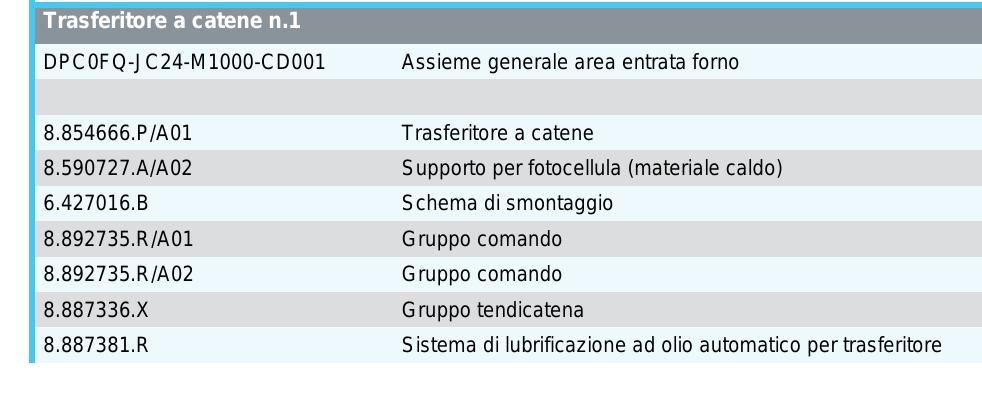 Trasferitore a catene n.1
DPC0FQ-JC24-M1000-CD001 Assieme generale area entrata forno
8.854666.P/A01 Trasferitore a catene
8.590727.A/A02 Supporto per fotocellula (materiale caldo)
6.427016.B Schema di smontaggio
8.892735.R/A01 Gruppo comando
8.892735.R/A02 Gruppo comando
8.887336.X Gruppo tendicatena
8.887381.R Sistema di lubrificazione ad olio automatico per trasferitore